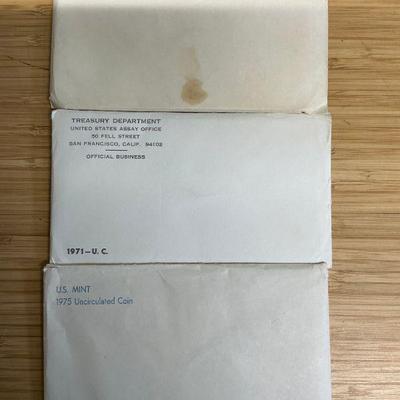 TREASURY DEPARTMENT
UNITED STATES ASSAY OFFICE
50 FELL STREET
SAN FRANCISCO, CALIF. 94102
OFFICIAL BUSINESS
1971—U. C.
U.S. MINT
1975 Uncirculated Coin